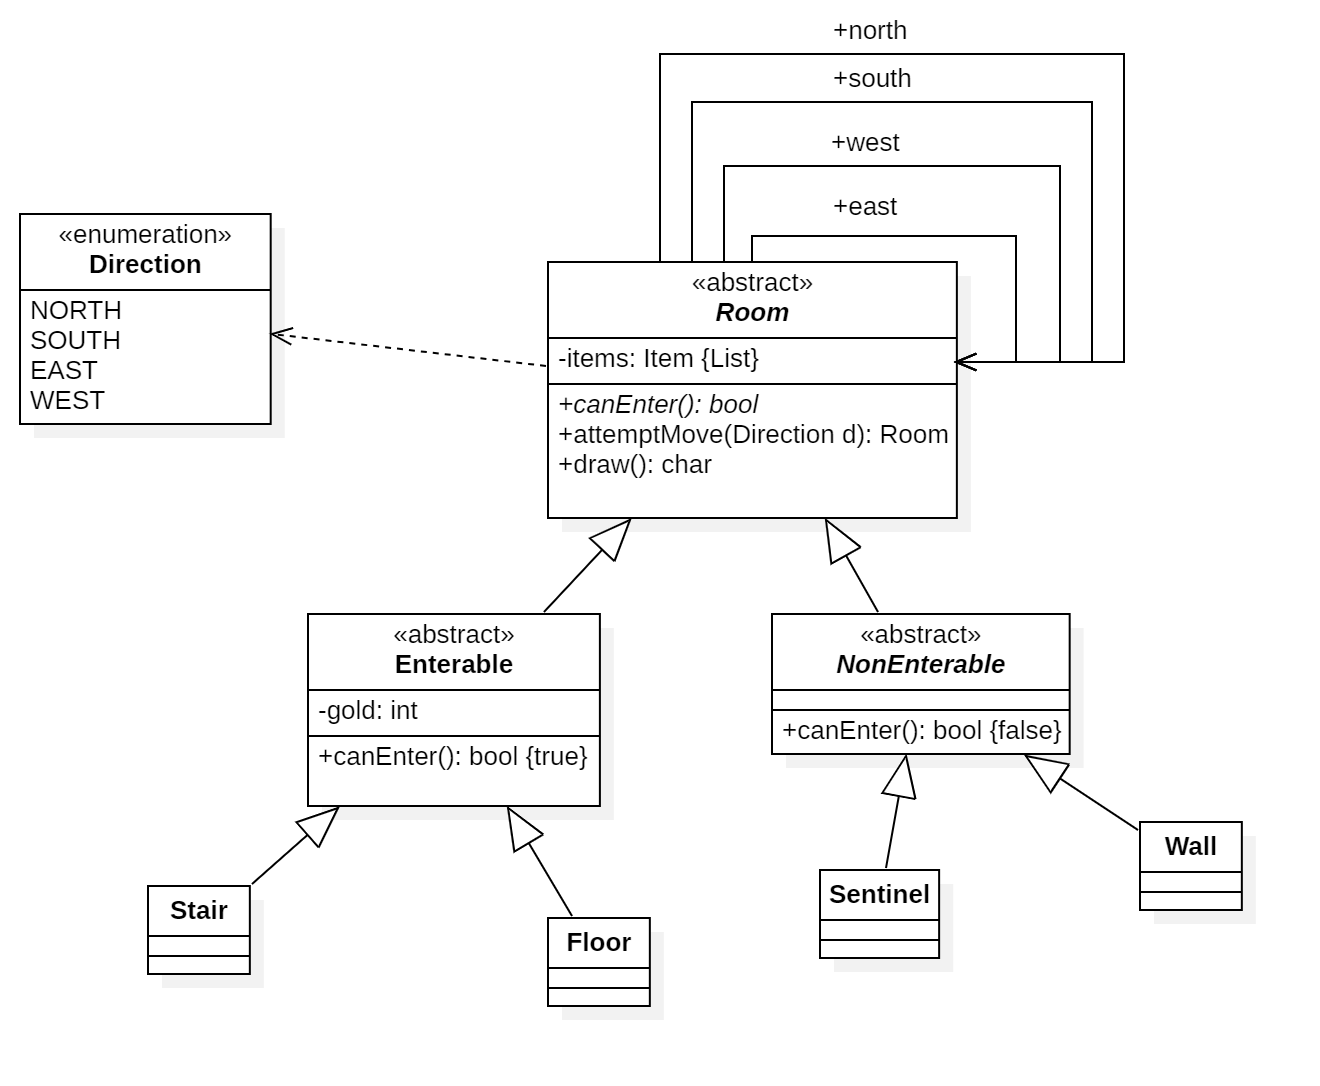 +north
+south
+west
+east
«enumeration»
Direction
NORTH
SOUTH
EAST
WEST
«abstract»
Room
-items: Item {List}
+canEnter(): bool
+attemptMove(Direction d): Room
+draw(): char
«abstract»
Enterable
-gold: int
+canEnter(): bool {true}
«abstract»
NonEnterable
+canEnter(): bool {false}
Stair
Floor
Sentinel
Wall